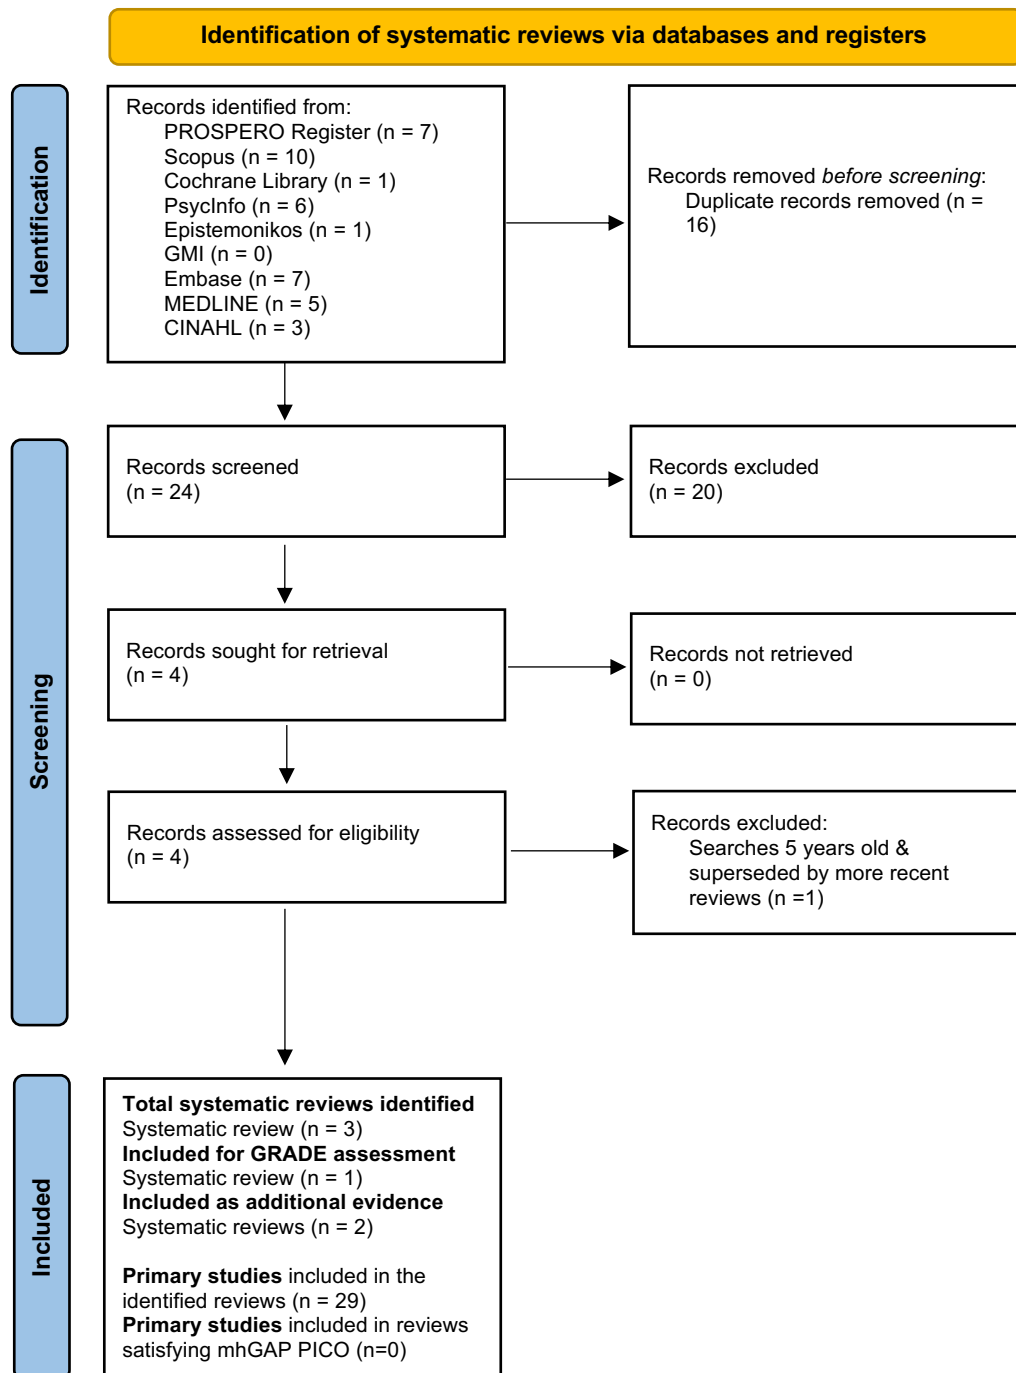 Identification of systematic reviews via databases and registers
Identification
Records identified from:
PROSPERO Register (n = 7)
Scopus (n = 10)
Cochrane Library (n = 1)
PsycInfo (n = 6)
Epistemonikos (n = 1)
GMI (n = 0)
Embase (n = 7)
MEDLINE (n = 5)
CINAHL (n = 3)
Records removed before screening:
Duplicate records removed (n =
16)
Screening
Records screened
(n = 24)
Records excluded
(n = 20)
Records sought for retrieval
(n = 4)
Records not retrieved
(n = 0)
Records assessed for eligibility
(n = 4)
Records excluded:
Searches 5 years old &
superseded by more recent
reviews (n =1)
Included
Total systematic reviews identified
Systematic review (n = 3)
Included for GRADE assessment
Systematic review (n = 1)
Included as additional evidence
Systematic reviews (n = 2)
Primary studies included in the
identified reviews (n = 29)
Primary studies included in reviews
satisfying mhGAP PICO (n=0)